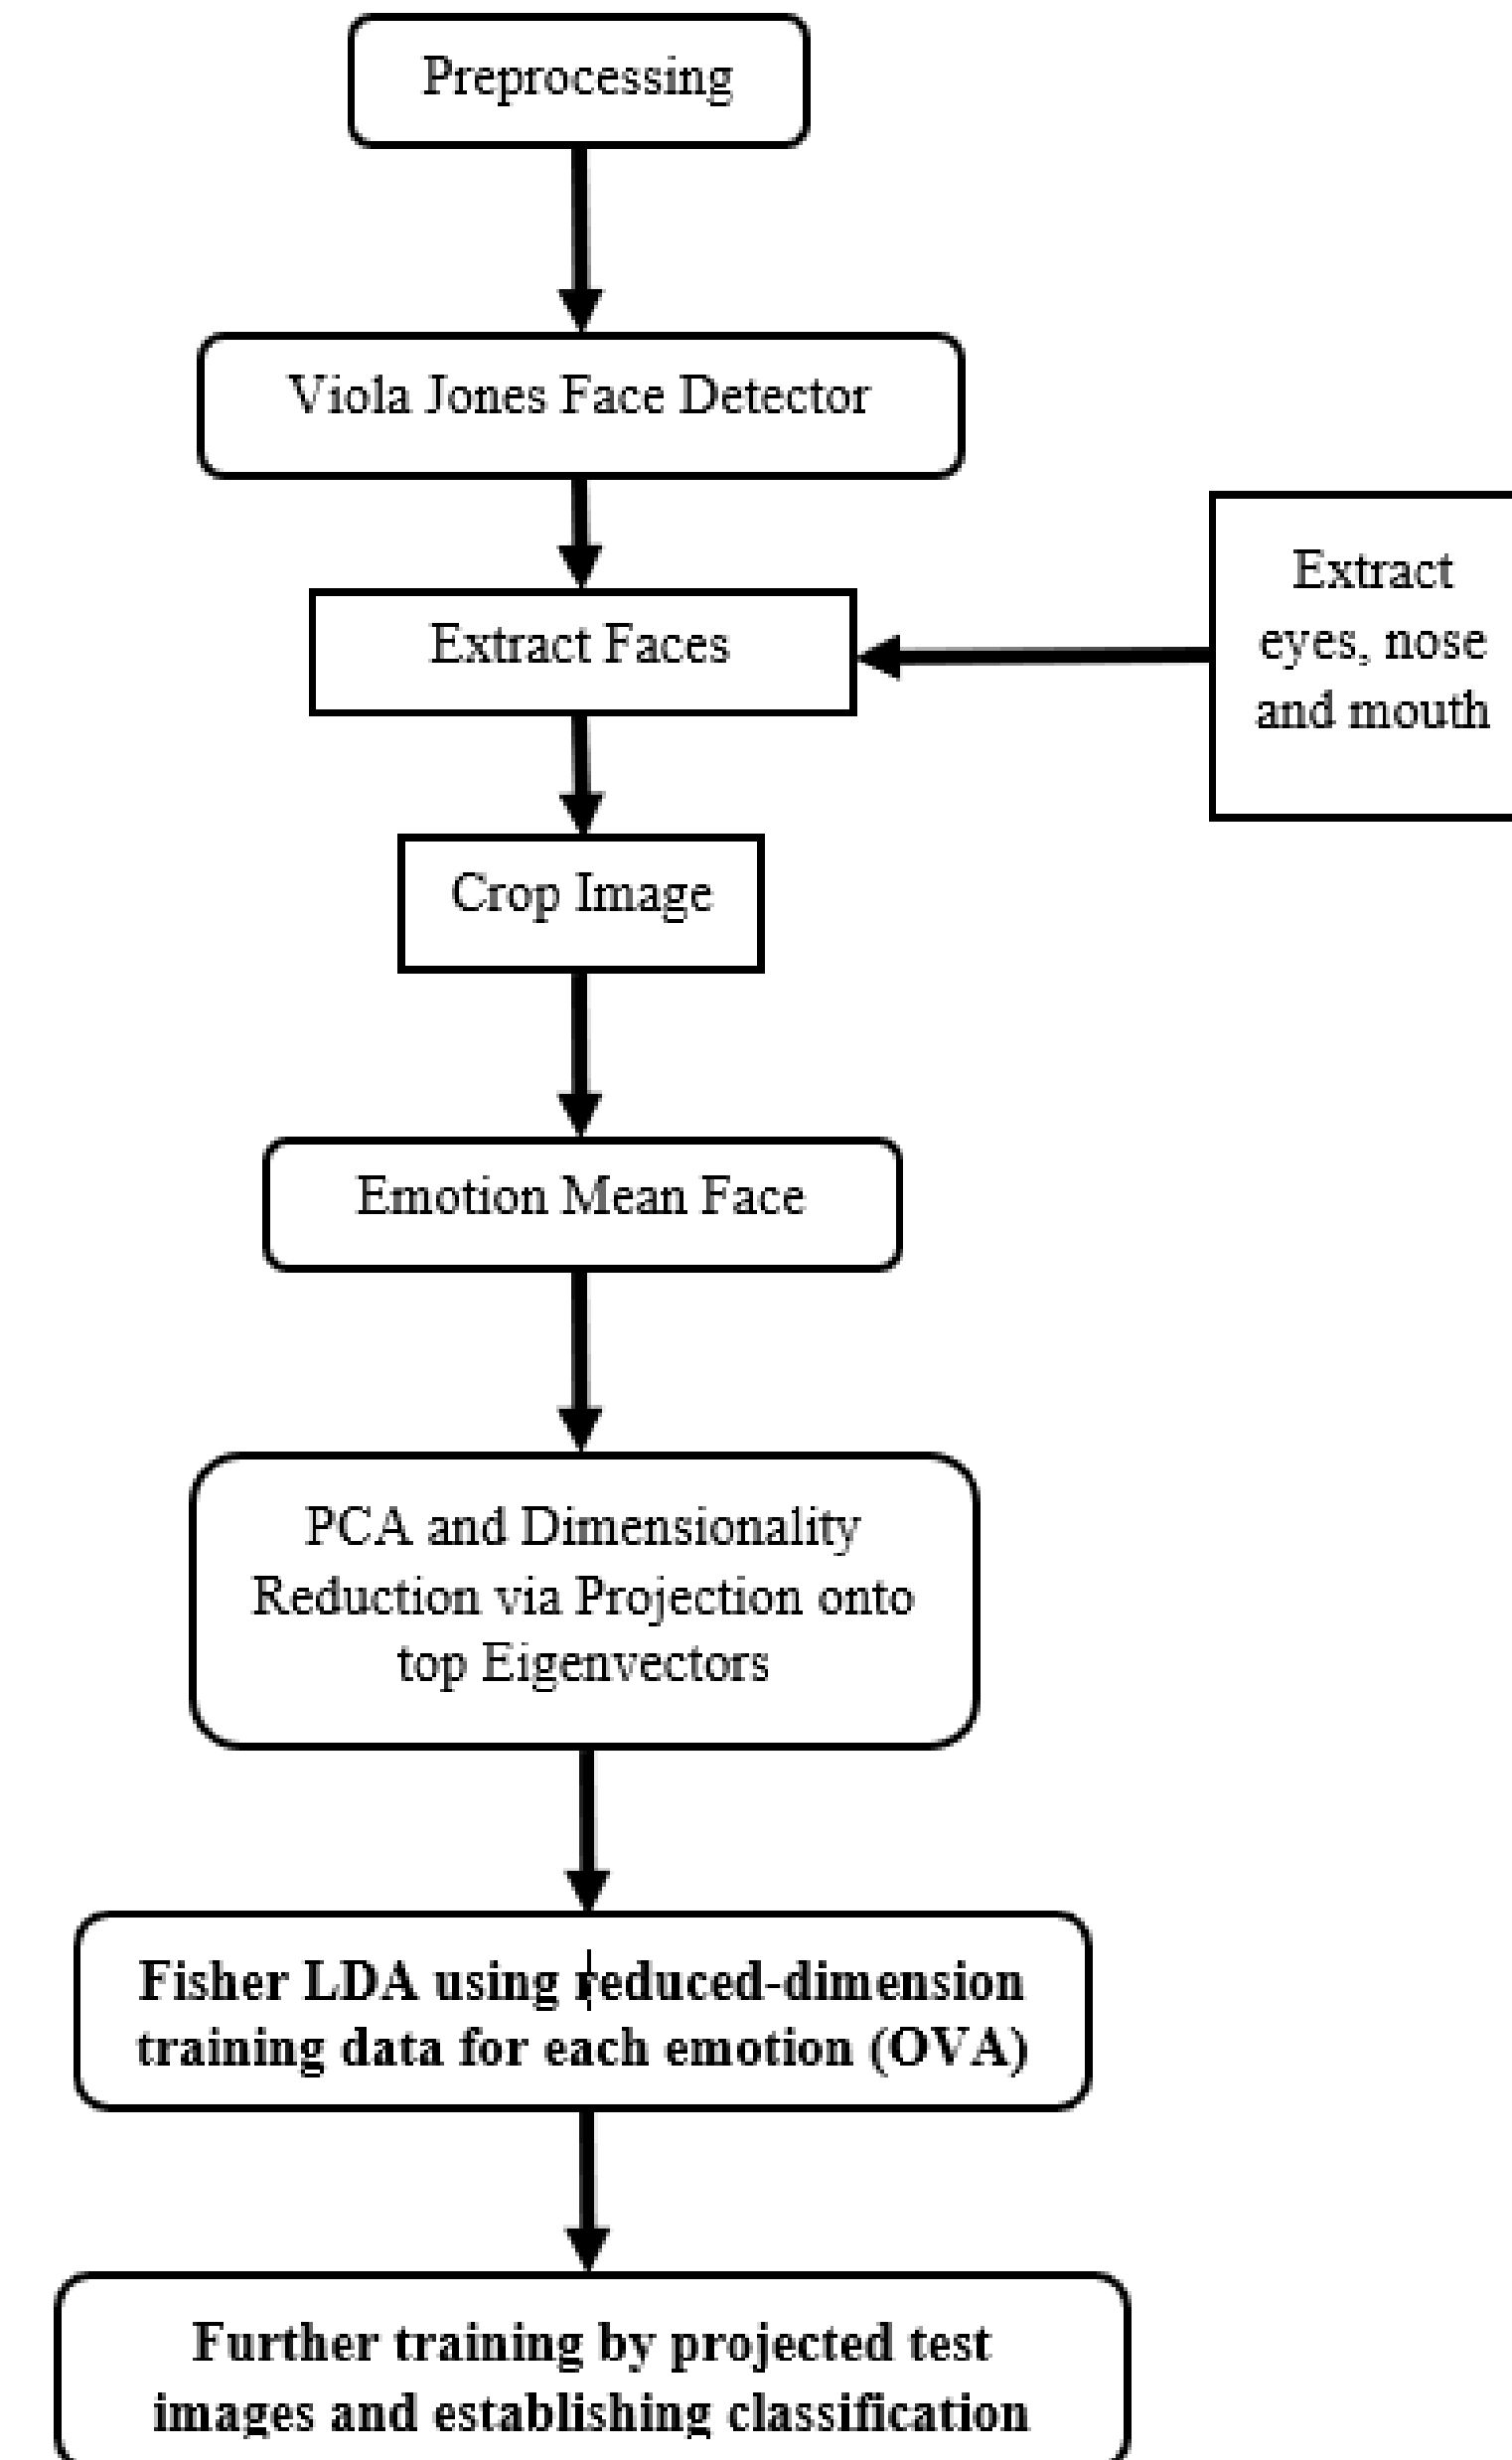 Preprocessing
Viola Jones Face Detector
Extract Faces
Extract
eyes, nose
and mouth
Crop Image
Emotion Mean Face
PCA and Dimensionality
Reduction via Projection onto
top Eigenvectors
Fisher LDA using reduced-dimension
training data for each emotion (OVA)
Further training by projected test
images and establishing classification